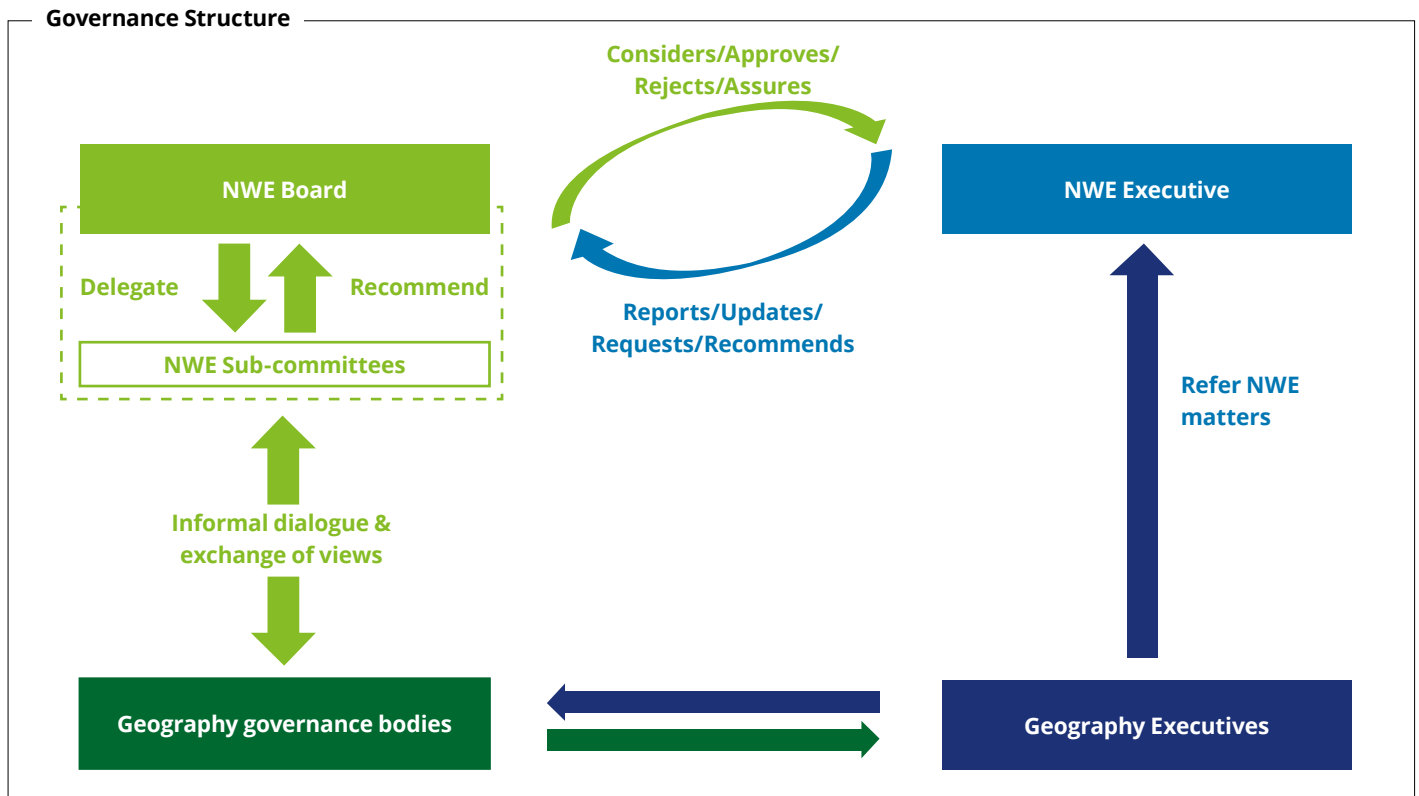 Governance Structure
Considers/Approves/
Rejects/Assures
NWE Board
NWE Executive
Delegate
Recommend
Reports/Updates/
Requests/Recommends
NWE Sub-committees
Refer NWE
matters
Informal dialogue &
exchange of views
Geography governance bodies
Geography Executives